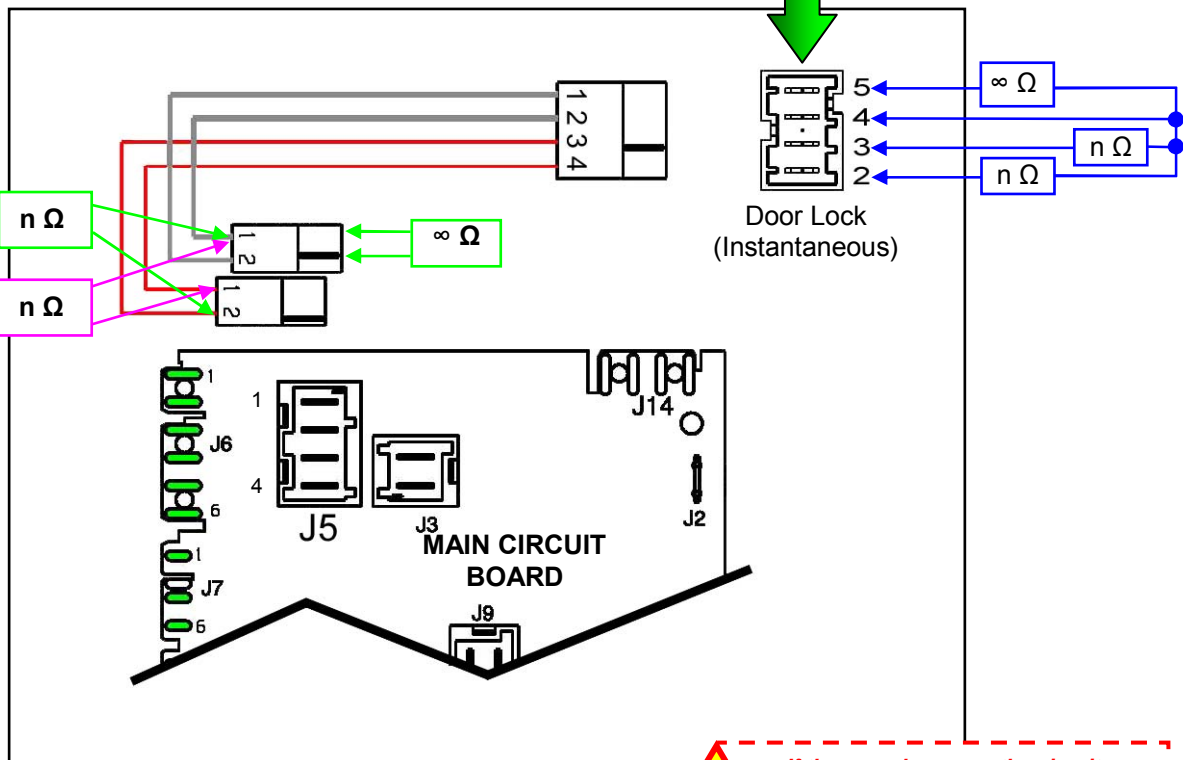 5
∞ Ω
4
3
n Ω
2
n Ω
Door Lock
(Instantaneous)
1
2
3
4
n Ω
n Ω
1
2
∞ Ω
1
2
1
J6
6
1
J7
6
1
4
J5
J3
J14
J2
MAIN CIRCUIT
BOARD
J9